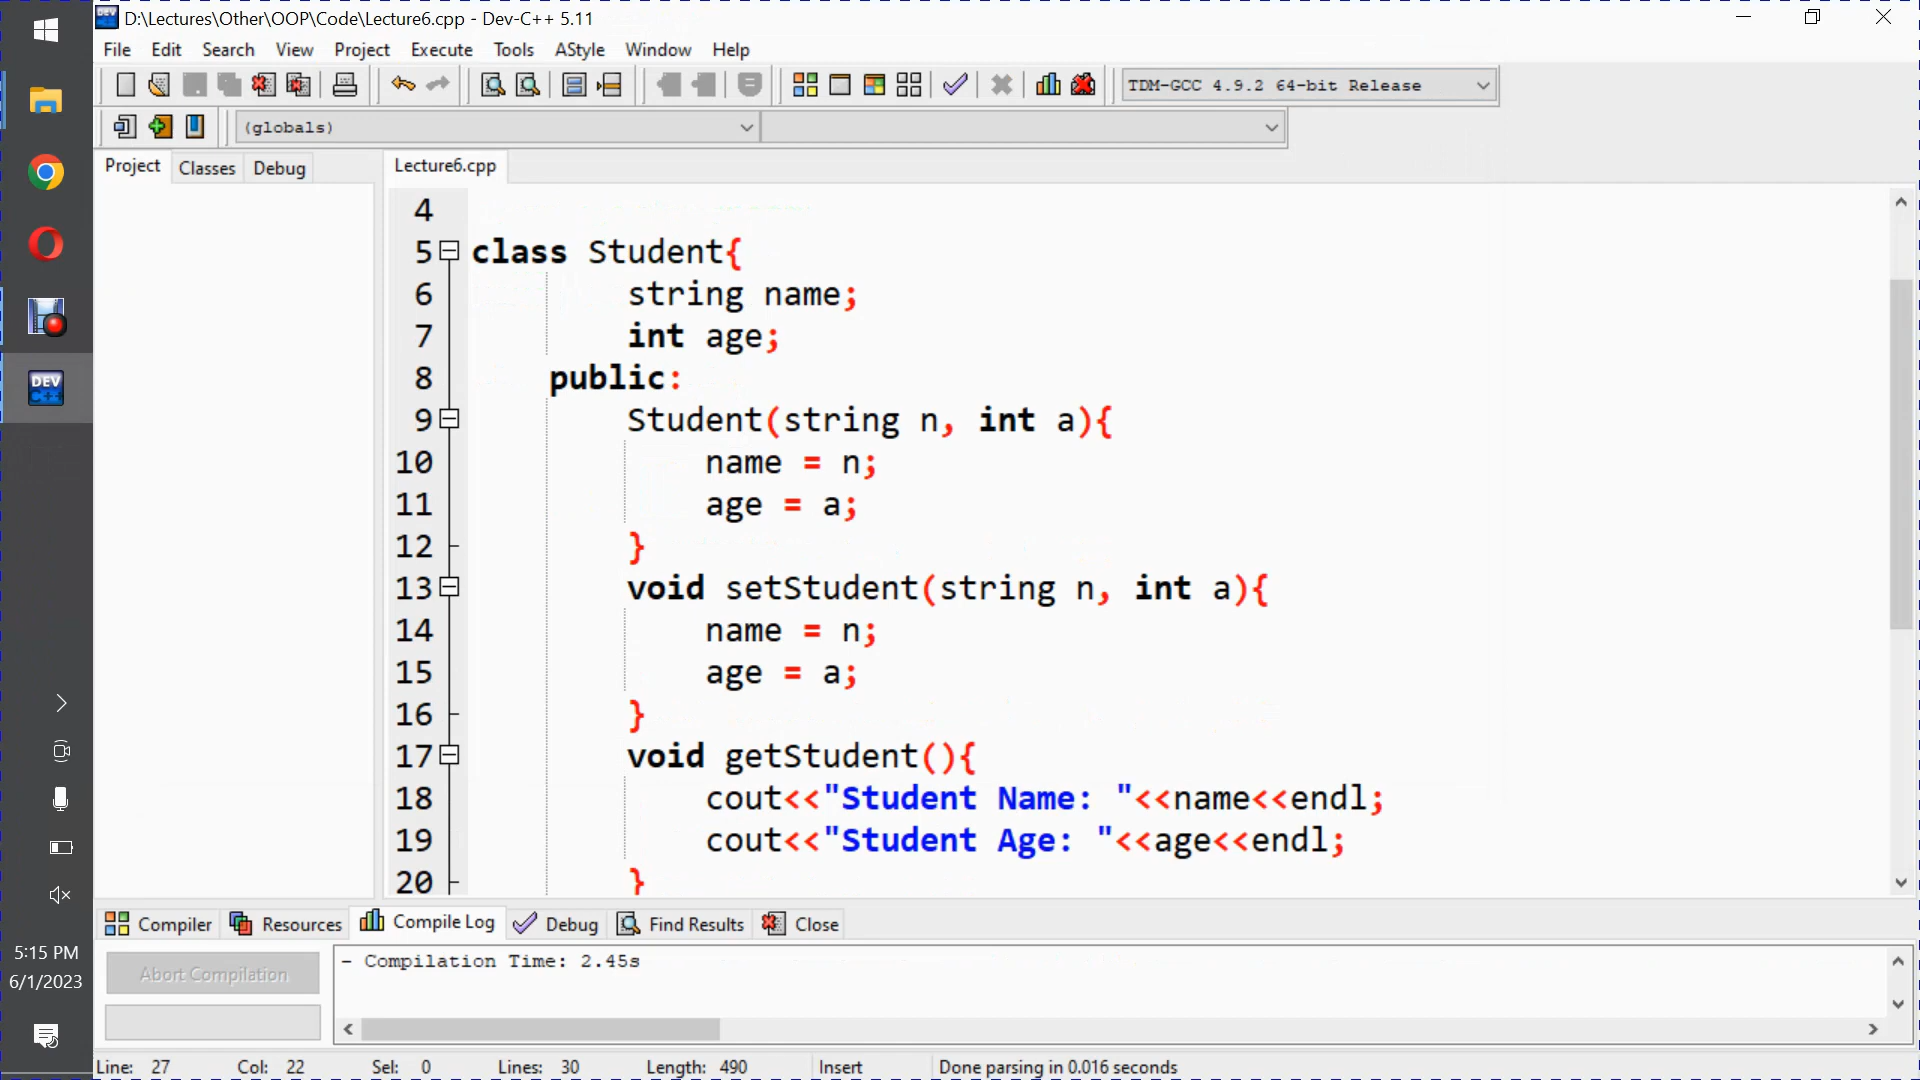 D:\Lectures\Other\OOP\Code\Lecture6.cpp - Dev-C++ 5.11
File Edit Search View Project Execute Tools AStyle Window Help
TDM-GCC 4.9.2 64-bit Release
(globals)
Project Classes Debug
Lecture6.cpp
4
5 class Student{
6 string name;
7 int age;
8 public:
9 Student(string n, int a){
10 name = n;
11 age = a;
12 }
13 void setStudent(string n, int a){
14 name = n;
15 age = a;
16 }
17 void getStudent(){
18 cout<<"Student Name: "<<name<<endl;
19 cout<<"Student Age: "<<age<<endl;
20 }
DEV C++
Compiler Resources Compile Log Debug Find Results Close
5:15 PM
6/1/2023
Abort Compilation
- Compilation Time: 2.45s
Line: 27 Col: 22 Sel: 0 Lines: 30 Length: 490 Insert Done parsing in 0.016 seconds